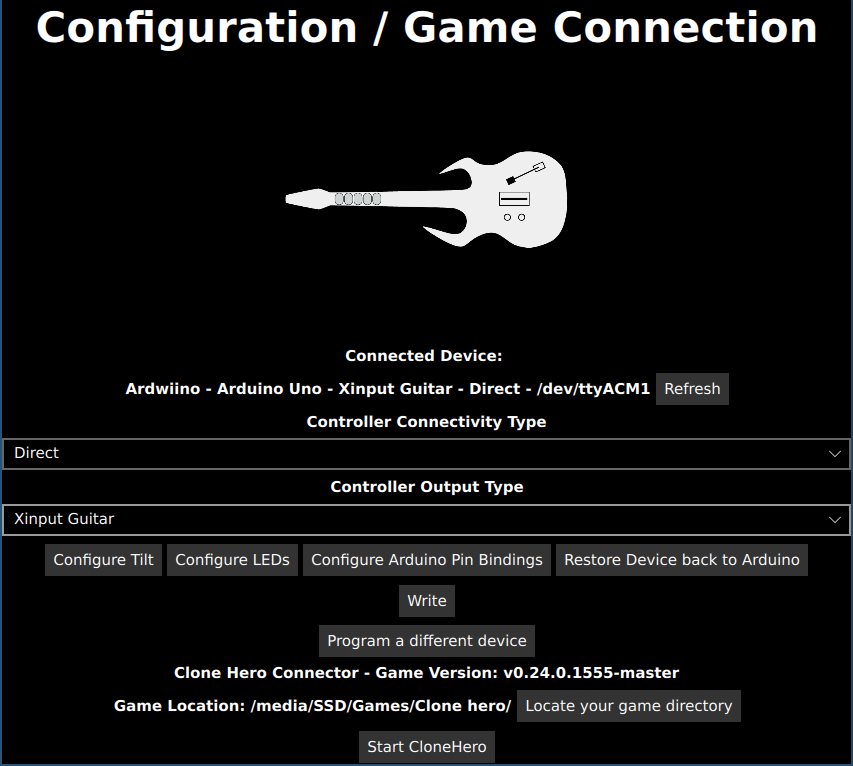 Configuration / Game Connection
Connected Device:
Ardwiino - Arduino Uno - Xinput Guitar - Direct - /dev/ttyACM1 Refresh
Controller Connectivity Type
Direct
Controller Output Type
Xinput Guitar
Configure Tilt Configure LEDs Configure Arduino Pin Bindings Restore Device back to Arduino
Write
Program a different device
Clone Hero Connector - Game Version: v0.24.0.1555-master
Game Location: /media/SSD/Games/Clone hero/ Locate your game directory
Start CloneHero